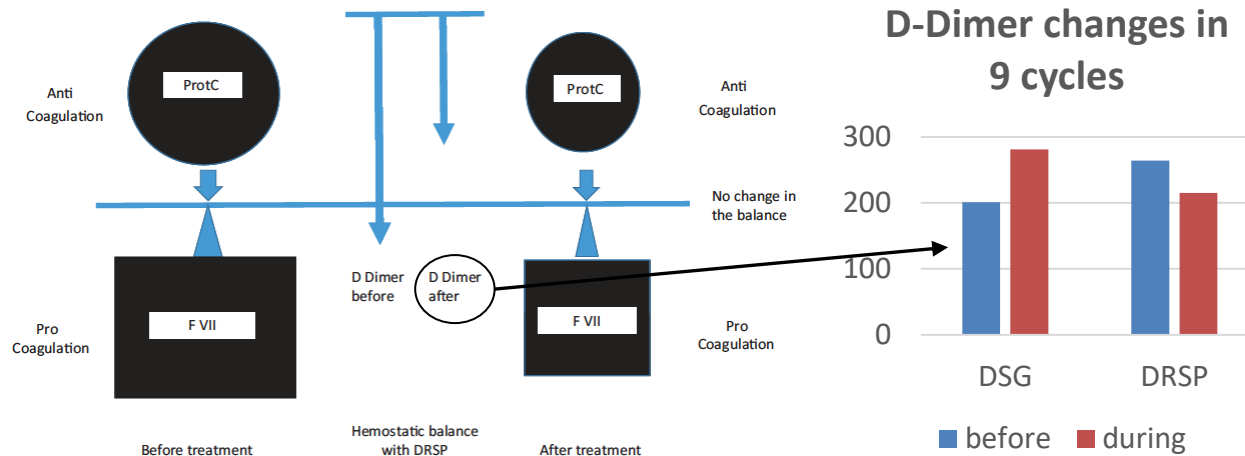 ProtC
Anti
Coagulation
ProtC
Anti
Coagulation
No change in
the balance
D Dimer
before
D Dimer
after
Pro
Coagulation
F VII
F VII
Pro
Coagulation
Before treatment
Hemostatic balance
with DRSP
After treatment
D-Dimer changes in
9 cycles
300
200
100
0
DSG
DRSP
before
during